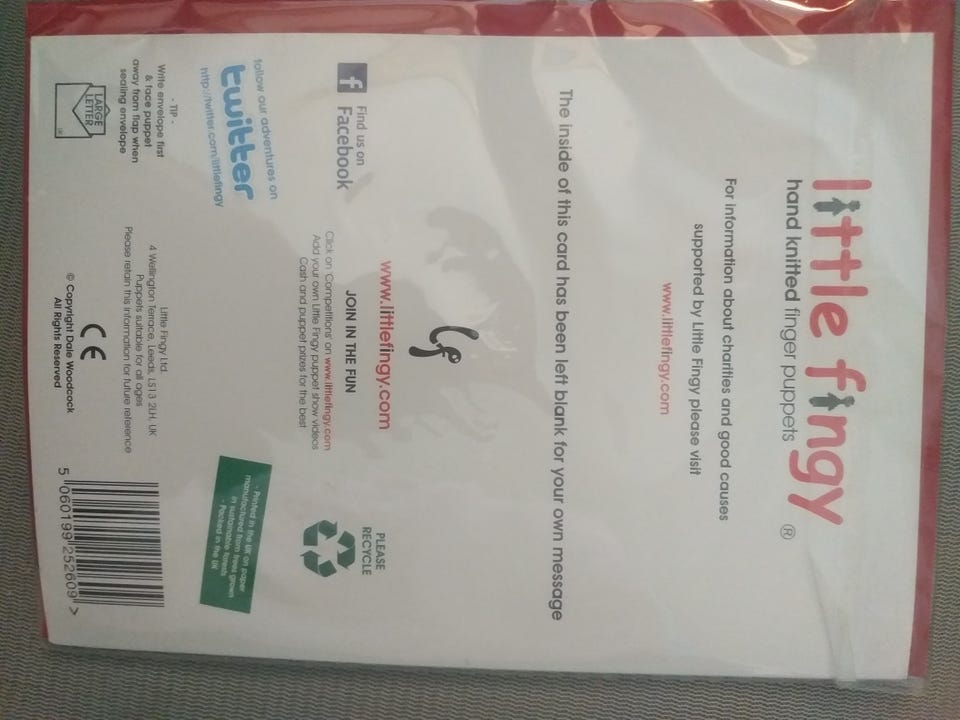 little fingy ®
hand knitted finger puppets
For information about charities and good causes
supported by Little Fingy please visit
www.littlefingy.com
The inside of this card has been left blank for your own message
lf
www.littlefingy.com
JOIN IN THE FUN
Click on 'Competitions' on www.littlefingy.com
Add your own Little Fingy puppet show videos
Cash and puppet prizes for the best
f
Find us on
Facebook
follow our adventures on
twitter
http://twitter.com/littlefingy
PLEASE
RECYCLE
- Printed in the UK on paper
manufactured from trees grown
in sustainable forests
- Packed in the UK
- TIP -
Write envelope first
& face puppet
away from flap when
sealing envelope
LARGE
LETTER
UK
Little Fingy Ltd.
4 Wellington Terrace, Leeds, LS13 2LH, UK
Puppets suitable for all ages
Please retain this information for future reference
CE
© Copyright Dale Woodcock
All Rights Reserved
5 060199 252609 >